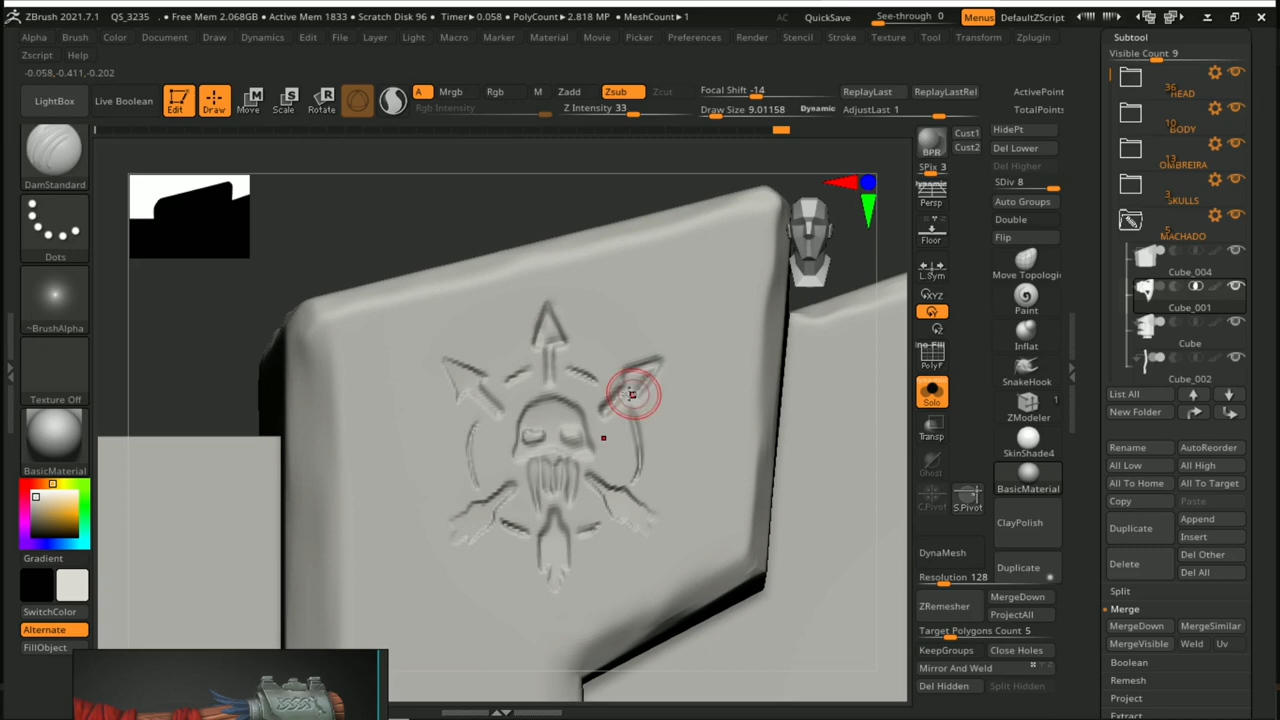 ZBrush 2021.7.1 QS_3235 . • Free Mem 2.068GB • Active Mem 1833 • Scratch Disk 96 • Timer▶0.058 • PolyCount▶2.818 MP • MeshCount▶1 AC QuickSave See-through 0 Menus DefaultZScript
Alpha Brush Color Document Draw Dynamics Edit File Layer Light Macro Marker Material Movie Picker Preferences Render Stencil Stroke Texture Tool Transform Zplugin
Zscript Help
-0.058,-0.411,-0.202
LightBox Live Boolean Edit Draw Move Scale Rotate
A Mrgb Rgb M Zadd Zsub Zcut
Rgb Intensity Z Intensity 33
Focal Shift -14 ReplayLast ReplayLastRel ActivePoint
Draw Size 9.01158 Dynamic AdjustLast 1 TotalPoints
DamStandard
Dots
~BrushAlpha
Texture Off
BasicMaterial
Gradient
SwitchColor
Alternate
FillObject
BPR
SPix 3
Dynamic
Persp
Floor
L.Sym
XYZ
Y
Z
PolyF
Solo
Transp
Ghost
C.Pivot S.Pivot
Cust1
Cust2
HidePt
Del Lower
Del Higher
SDiv 8
Auto Groups
Double
Flip
Move Topologic
Paint
Inflat
SnakeHook
ZModeler
1
SkinShade4
BasicMaterial
ClayPolish
DynaMesh
Duplicate
Resolution 128
ZRemesher
MergeDown
ProjectAll
Target Polygons Count 5
KeepGroups Close Holes
Mirror And Weld
Del Hidden Split Hidden
Subtool
Visible Count 9
36
HEAD
10
BODY
13
OMBREIRA
3
SKULLS
5
MACHADO
Cube_004
Cube_001
Cube
Cube_002
List All
New Folder
Rename AutoReorder
All Low All High
All To Home All To Target
Copy Paste
Duplicate Append
Insert
Delete Del Other
Del All
Split
Merge
MergeDown MergeSimilar
MergeVisible Weld Uv
Boolean
Remesh
Project
Extract